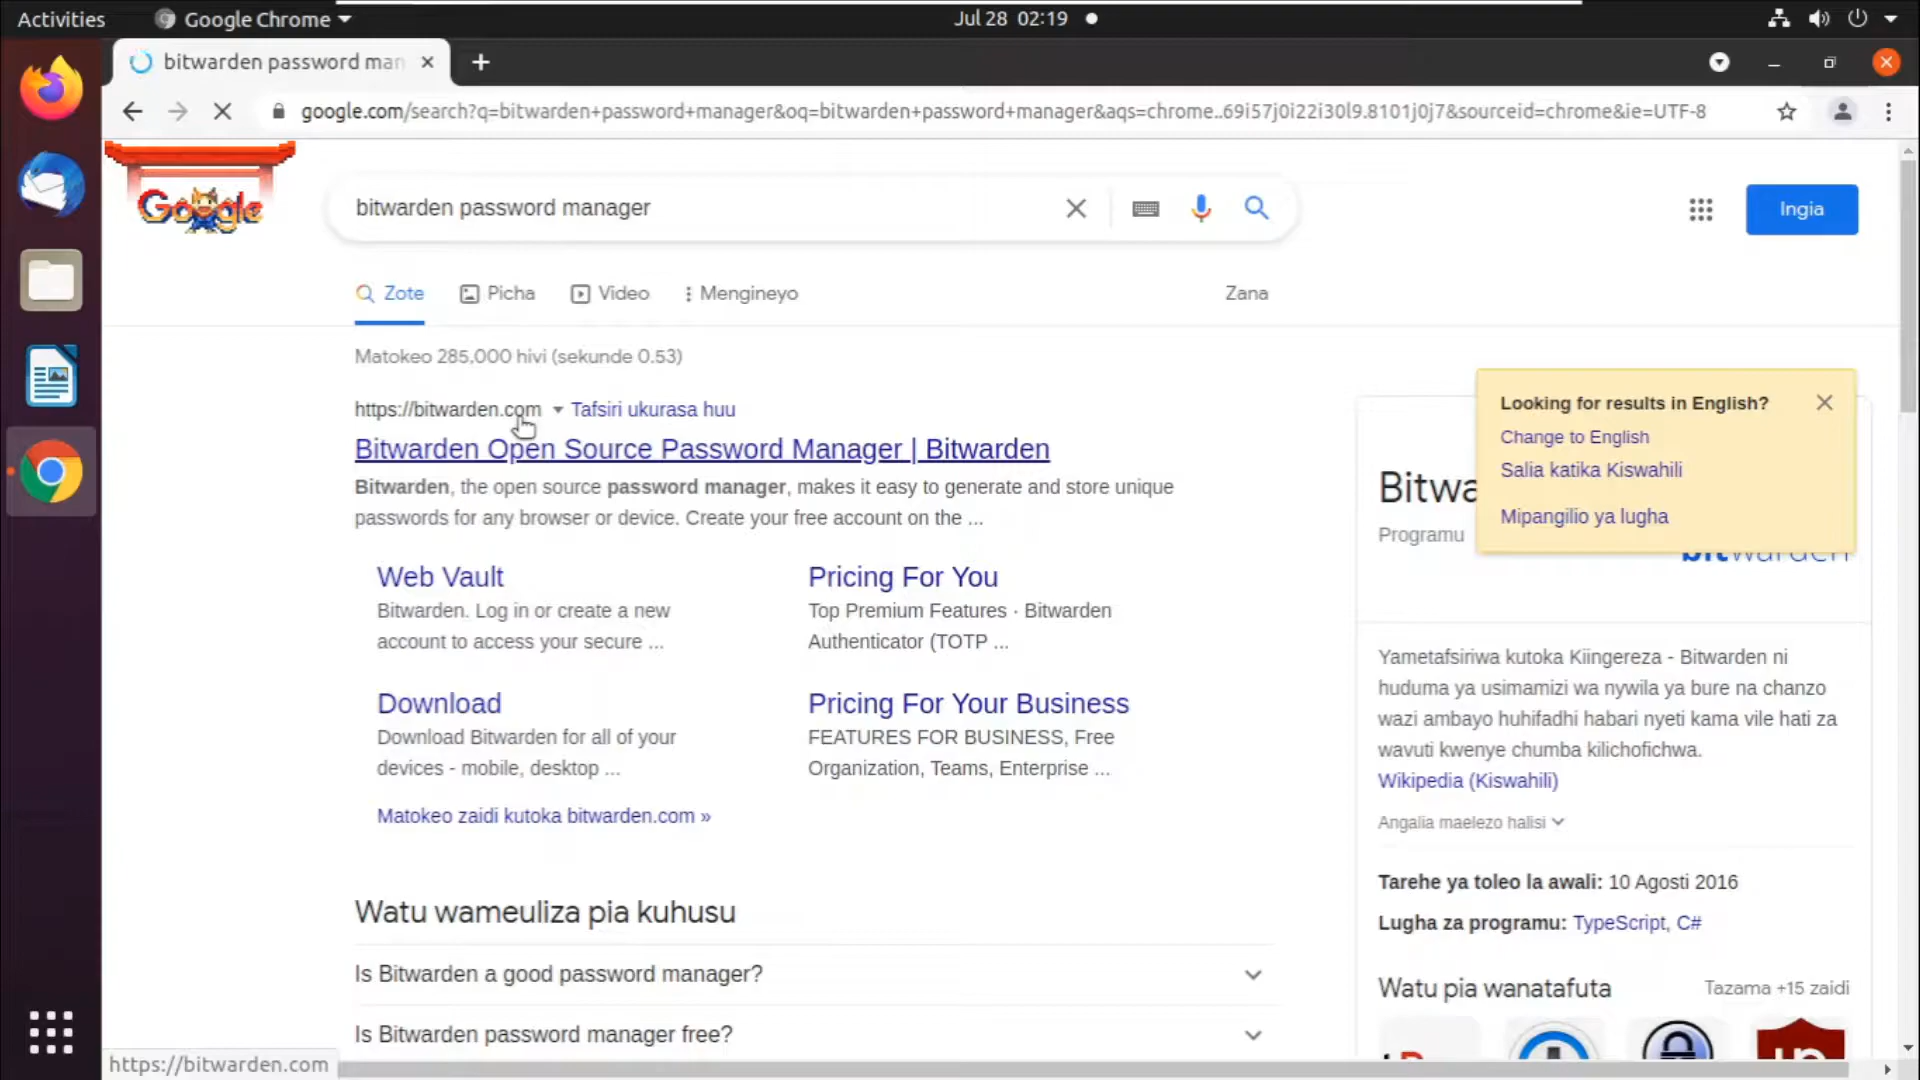 Activities
Google Chrome
Jul 28 02:19
bitwarden password man
google.com/search?q=bitwarden+password+manager&oq=bitwarden+password+manager&aqs=chrome..69i57j0i22i30l9.8101j0j7&sourceid=chrome&ie=UTF-8
Google
bitwarden password manager
Ingia
Zote
Picha
Video
Mengineyo
Zana
Matokeo 285,000 hivi (sekunde 0.53)
https://bitwarden.com
Tafsiri ukurasa huu
Bitwarden Open Source Password Manager | Bitwarden
Bitwarden, the open source password manager, makes it easy to generate and store unique
passwords for any browser or device. Create your free account on the ...
Web Vault
Bitwarden. Log in or create a new
account to access your secure ...
Pricing For You
Top Premium Features · Bitwarden
Authenticator (TOTP ...
Download
Download Bitwarden for all of your
devices - mobile, desktop ...
Pricing For Your Business
FEATURES FOR BUSINESS, Free
Organization, Teams, Enterprise ...
Matokeo zaidi kutoka bitwarden.com »
Watu wameuliza pia kuhusu
Is Bitwarden a good password manager?
Is Bitwarden password manager free?
https://bitwarden.com
Looking for results in English?
Change to English
Salia katika Kiswahili
Mipangilio ya lugha
Bitwa
Programu
bitwarden
Yametafsiriwa kutoka Kiingereza - Bitwarden ni
huduma ya usimamizi wa nywila ya bure na chanzo
wazi ambayo huhifadhi habari nyeti kama vile hati za
wavuti kwenye chumba kilichofichwa.
Wikipedia (Kiswahili)
Angalia maelezo halisi
Tarehe ya toleo la awali: 10 Agosti 2016
Lugha za programu: TypeScript, C#
Watu pia wanatafuta
Tazama +15 zaidi